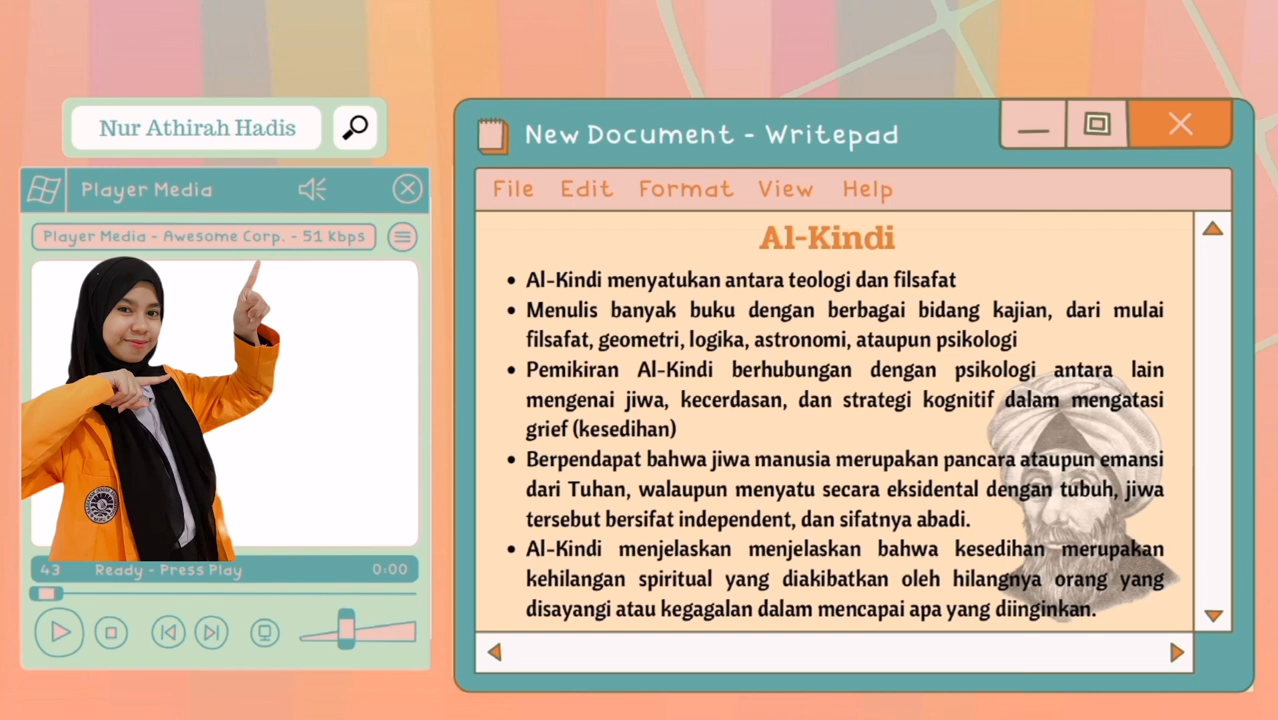 Nur Athirah Hadis
Player Media
Player Media - Awesome Corp. - 51 kbps
43 Ready - Press Play 0:00
New Document - Writepad
File Edit Format View Help
Al-Kindi
• Al-Kindi menyatukan antara teologi dan filsafat
• Menulis banyak buku dengan berbagai bidang kajian, dari mulai
filsafat, geometri, logika, astronomi, ataupun psikologi
• Pemikiran Al-Kindi berhubungan dengan psikologi antara lain
mengenai jiwa, kecerdasan, dan strategi kognitif dalam mengatasi
grief (kesedihan)
• Berpendapat bahwa jiwa manusia merupakan pancara ataupun emansi
dari Tuhan, walaupun menyatu secara eksidental dengan tubuh, jiwa
tersebut bersifat independent, dan sifatnya abadi.
• Al-Kindi menjelaskan menjelaskan bahwa kesedihan merupakan
kehilangan spiritual yang diakibatkan oleh hilangnya orang yang
disayangi atau kegagalan dalam mencapai apa yang diinginkan.